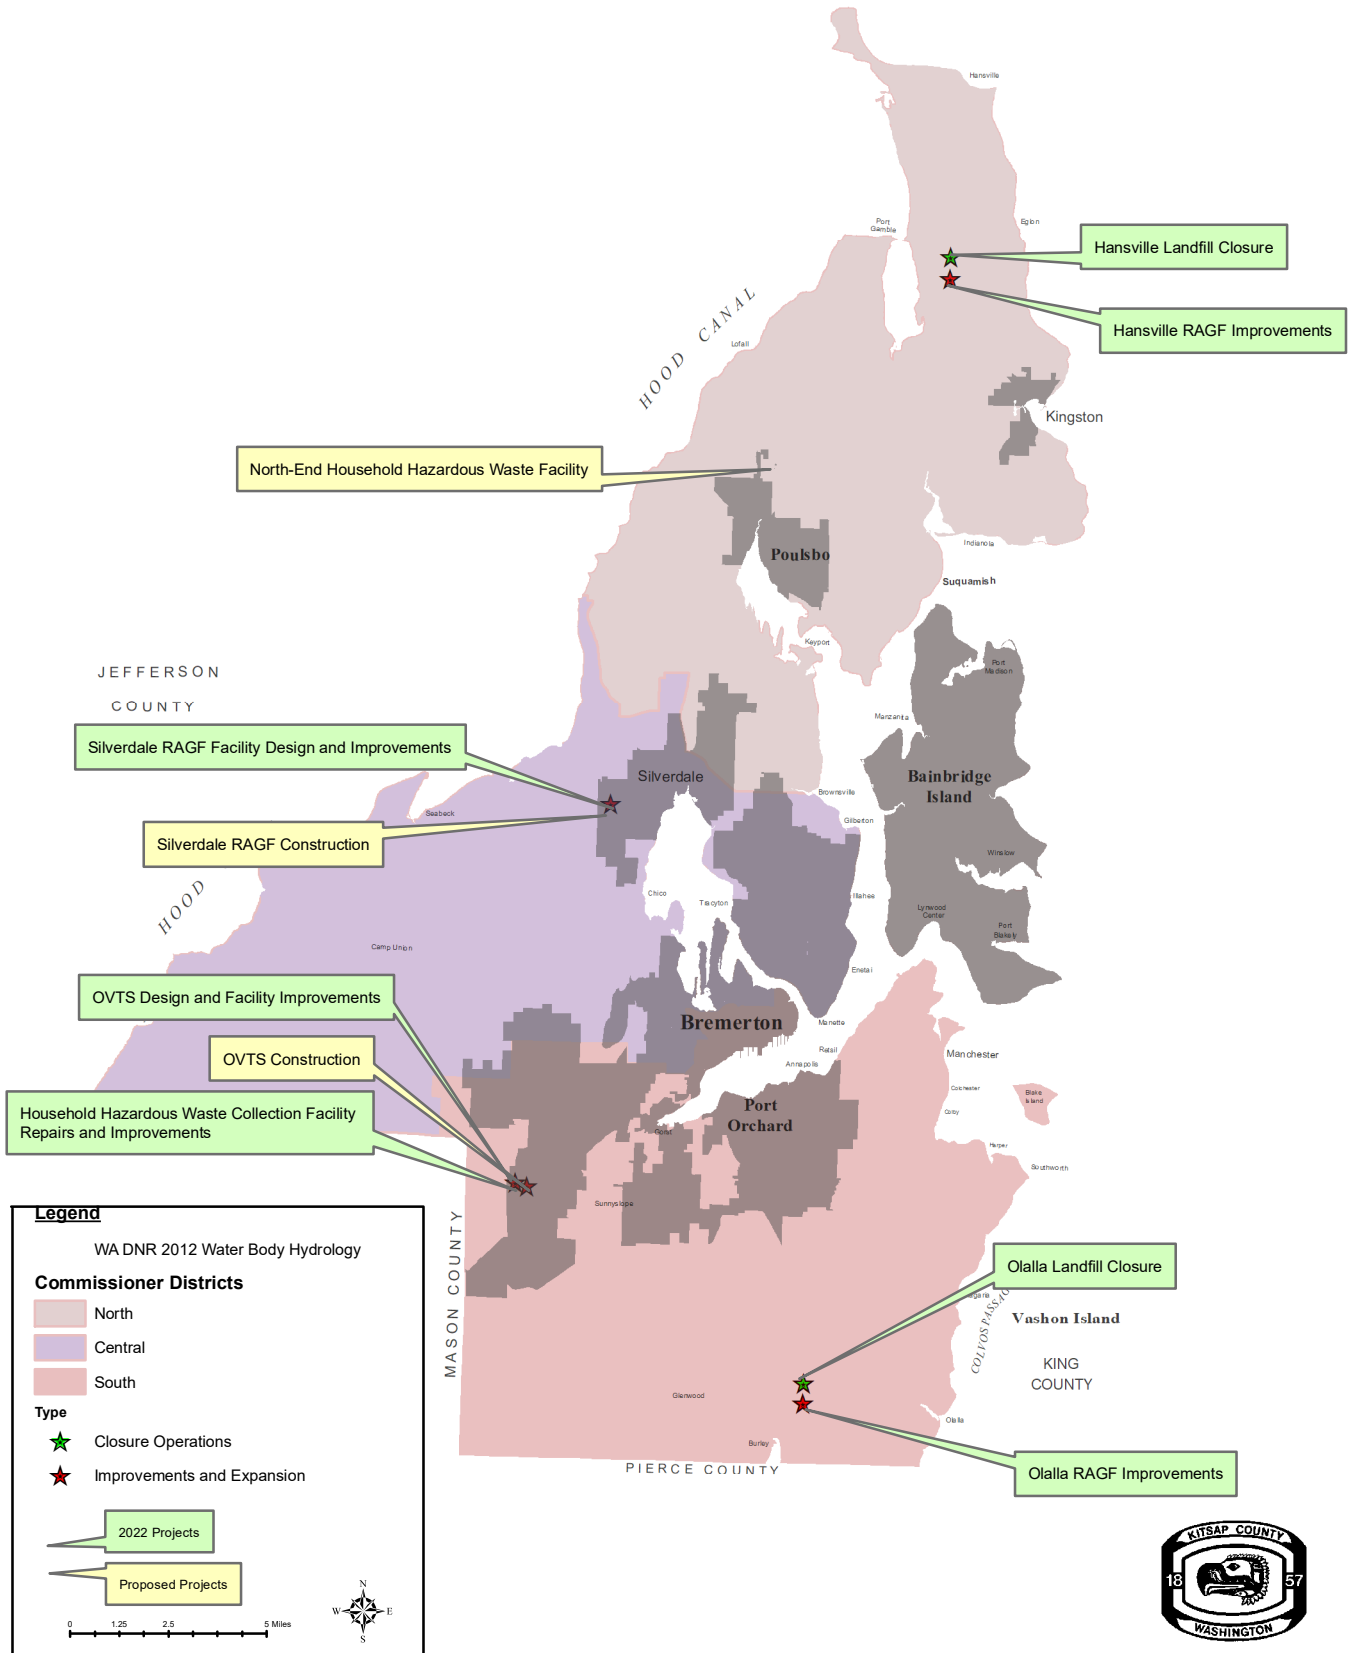 Hansville
Port
Gamble
Eglon
Hansville Landfill Closure
Hansville RAGF Improvements
HOOD CANAL
Lofall
Kingston
North-End Household Hazardous Waste Facility
Poulsbo
Indianola
Suquamish
Keyport
Port
Madison
JEFFERSON
COUNTY
Manzanita
Silverdale RAGF Facility Design and Improvements
Silverdale
Bainbridge
Island
Brownsville
Seabeck
Gilberton
Silverdale RAGF Construction
Winslow
HOOD
Chico
Tracyton
Illahee
Lynwood
Center
Port
Blakely
Camp Union
Enetai
OVTS Design and Facility Improvements
Bremerton
Manette
OVTS Construction
Retsil
Annapolis
Manchester
Colchester
Blake
Island
Household Hazardous Waste Collection Facility
Repairs and Improvements
Port
Orchard
Colby
Gorst
Harper
Southworth
Sunnyslope
MASON COUNTY
Olalla Landfill Closure
COLVOS PASSAG
Vashon Island
KING
COUNTY
Glenwood
Olalla
Burley
PIERCE COUNTY
Olalla RAGF Improvements
Legend
WA DNR 2012 Water Body Hydrology
Commissioner Districts
North
Central
South
Type
Closure Operations
Improvements and Expansion
2022 Projects
Proposed Projects
0 1.25 2.5 5 Miles
N
W E
S
KITSAP COUNTY
18 57
WASHINGTON